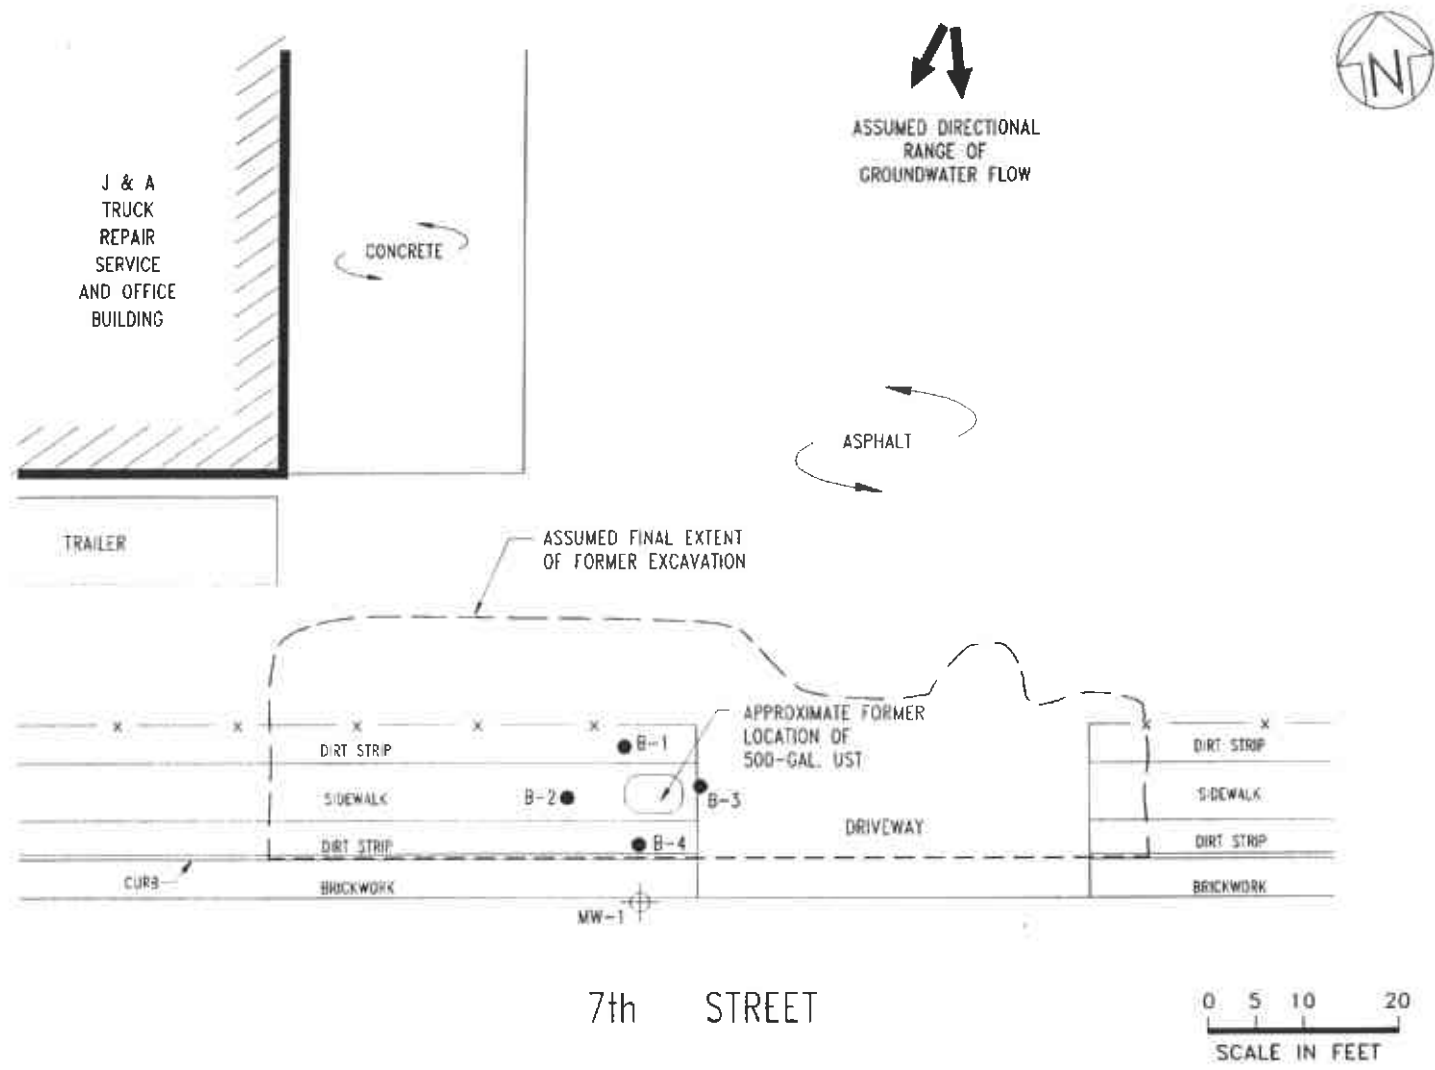 N
ASSUMED DIRECTIONAL
RANGE OF
GROUNDWATER FLOW
J & A
TRUCK
REPAIR
SERVICE
AND OFFICE
BUILDING
CONCRETE
ASPHALT
TRAILER
ASSUMED FINAL EXTENT
OF FORMER EXCAVATION
APPROXIMATE FORMER
LOCATION OF
500-GAL. UST
x x x x x x x
DIRT STRIP
B-1
DIRT STRIP
SIDEWALK
B-2
B-3
SIDEWALK
DRIVEWAY
DIRT STRIP
B-4
DIRT STRIP
CURB
BRICKWORK
BRICKWORK
MW-1
7th STREET
0 5 10 20
SCALE IN FEET